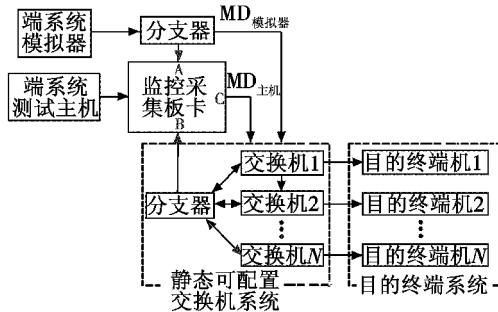 端系统
模拟器
分支器
MD模拟器
端系统
测试主机
A
监控采
集板卡
B
C
MD主机
分支器
交换机1
交换机2
交换机N
目的终端机1
目的终端机2
目的终端机N
静态可配置
交换机系统
目的终端系统